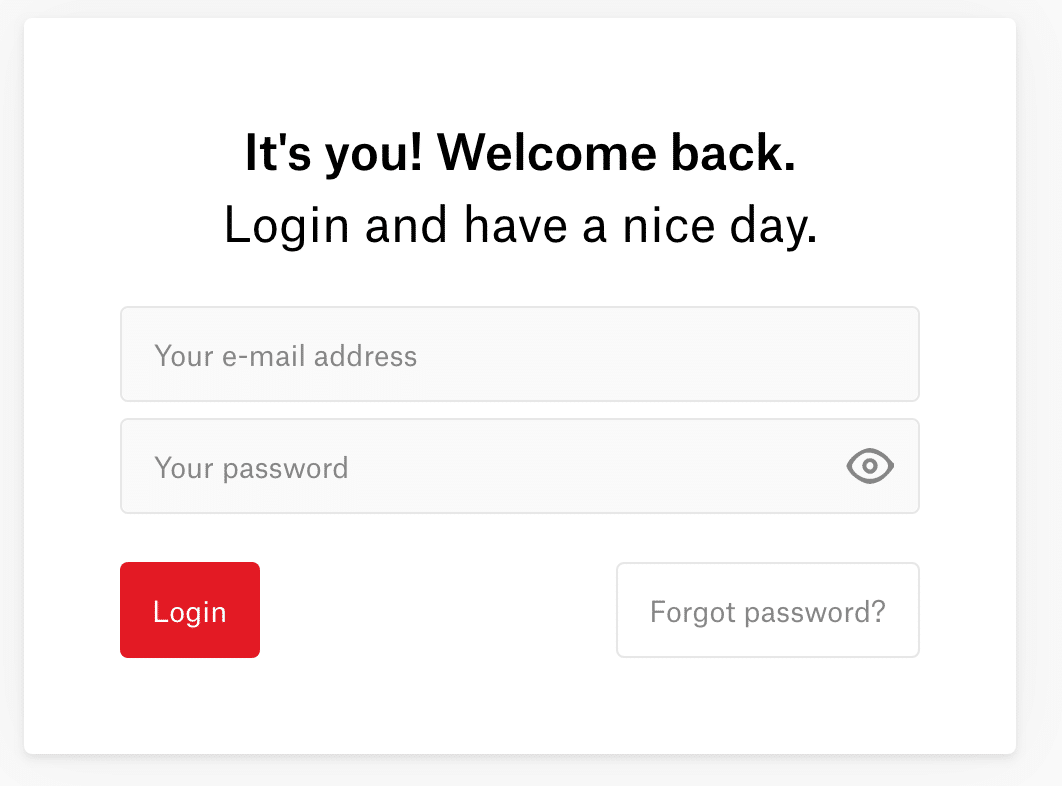 It's you! Welcome back.
Login and have a nice day.
Your e-mail address
Your password
Login
Forgot password?